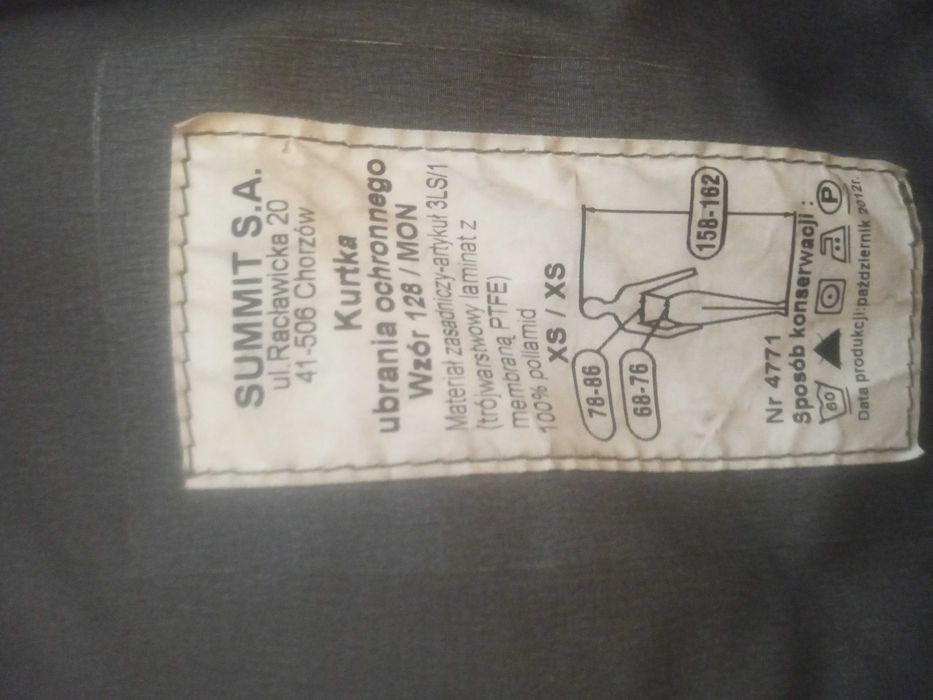 SUMMIT S.A.
ul.Racławicka 20
41-506 Chorzów
Kurtka
ubrania ochronnego
Wzór 128 / MON
Materiał zasadniczy-artykuł 3LS/1
(trójwarstwowy laminat z
membraną PTFE)
100% poliamid
XS / XS
78-86
68-76
158-162
Nr 4771
Sposób konserwacji :
60
P
Data produkcji:październik 2012r.